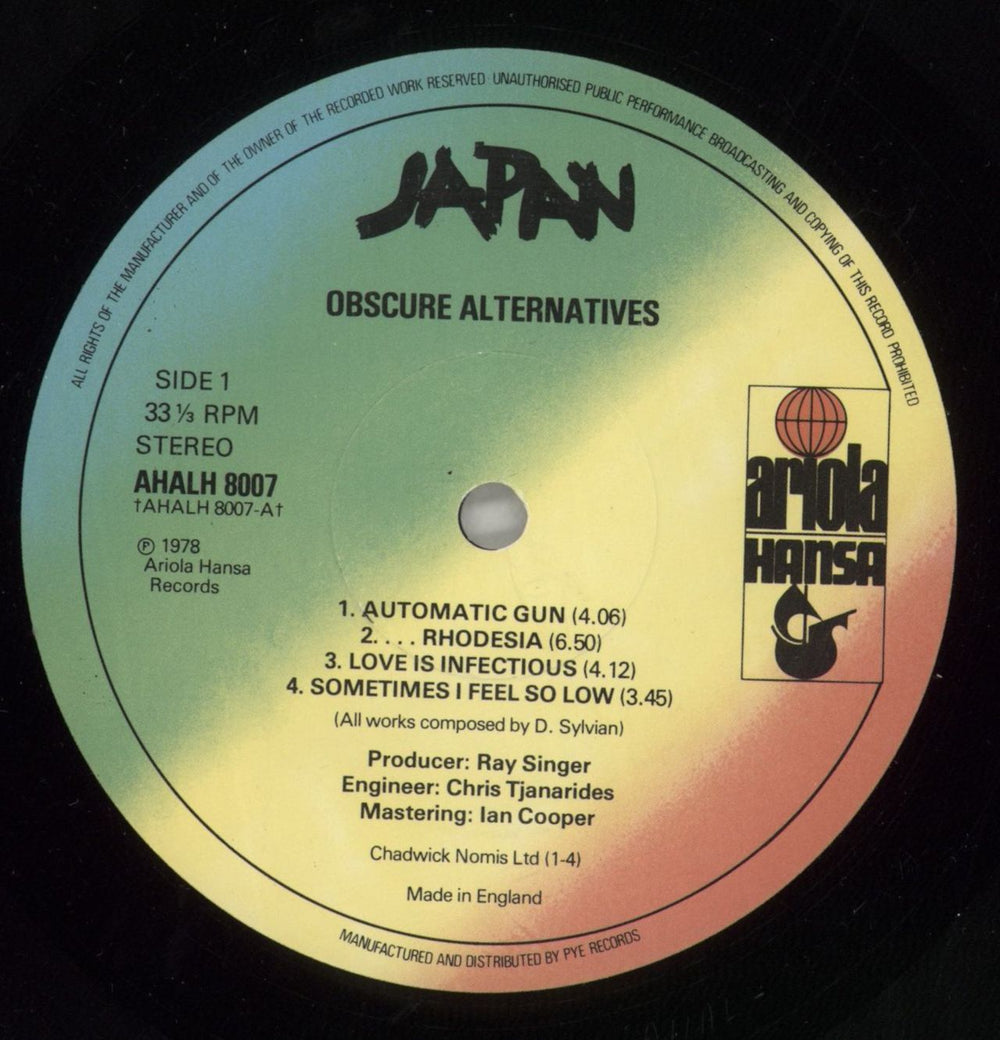 ALL RIGHTS OF THE MANUFACTURER AND OF THE OWNER OF THE RECORDED WORK RESERVED UNAUTHORISED PUBLIC PERFORMANCE BROADCASTING AND COPYING OF THIS RECORD PROHIBITED
JAPAN
OBSCURE ALTERNATIVES
SIDE 1
33 ⅓ RPM
STEREO
AHALH 8007
†AHALH 8007-A†
℗ 1978
Ariola Hansa
Records
ariola
HANSA
1. AUTOMATIC GUN (4.06)
2. . . . RHODESIA (6.50)
3. LOVE IS INFECTIOUS (4.12)
4. SOMETIMES I FEEL SO LOW (3.45)
(All works composed by D. Sylvian)
Producer: Ray Singer
Engineer: Chris Tjanarides
Mastering: Ian Cooper
Chadwick Nomis Ltd (1-4)
Made in England
MANUFACTURED AND DISTRIBUTED BY PYE RECORDS